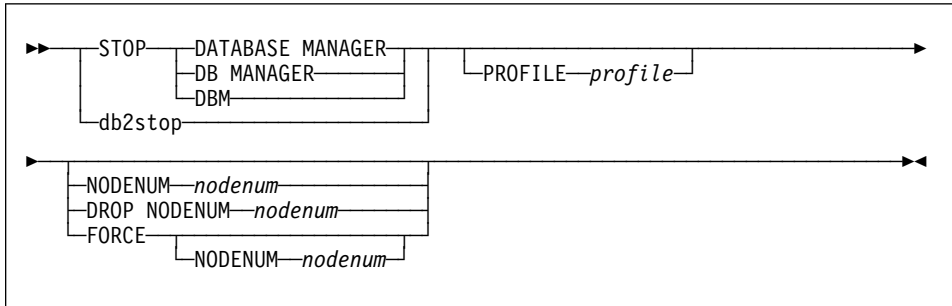 STOP DATABASE MANAGER
DB MANAGER PROFILE profile
DBM
db2stop
NODENUM nodenum
DROP NODENUM nodenum
FORCE
NODENUM nodenum